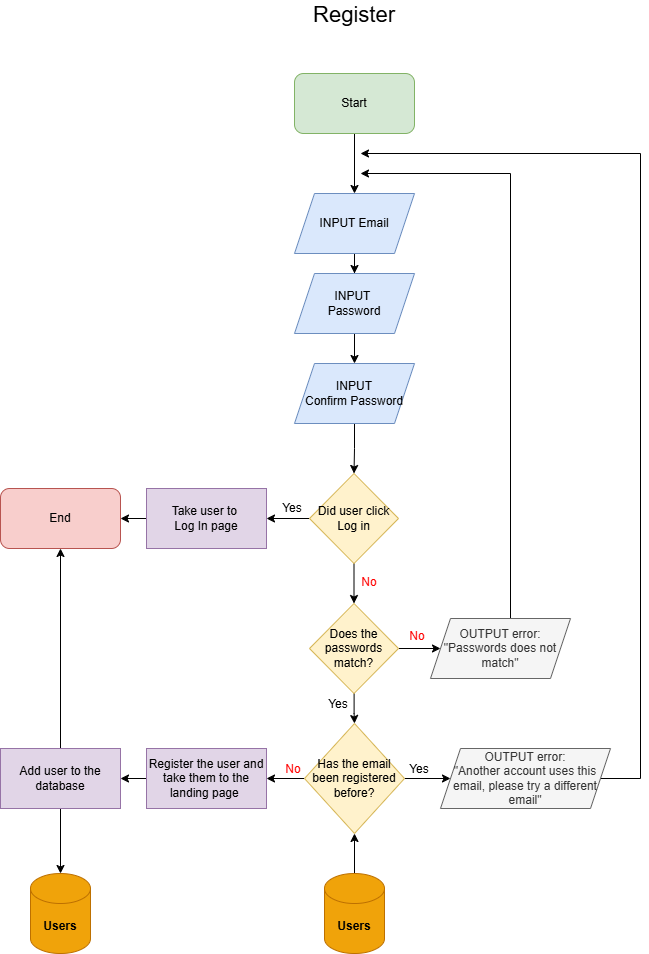 Register
Start
INPUT Email
INPUT
Password
INPUT
Confirm Password
Did user click
Log in
Yes
Take user to
Log In page
End
No
Does the
passwords
match?
No
OUTPUT error:
"Passwords does not
match"
Yes
Has the email
been registered
before?
Yes
OUTPUT error:
"Another account uses this
email, please try a different
email"
No
Register the user and
take them to the
landing page
Add user to the
database
Users
Users